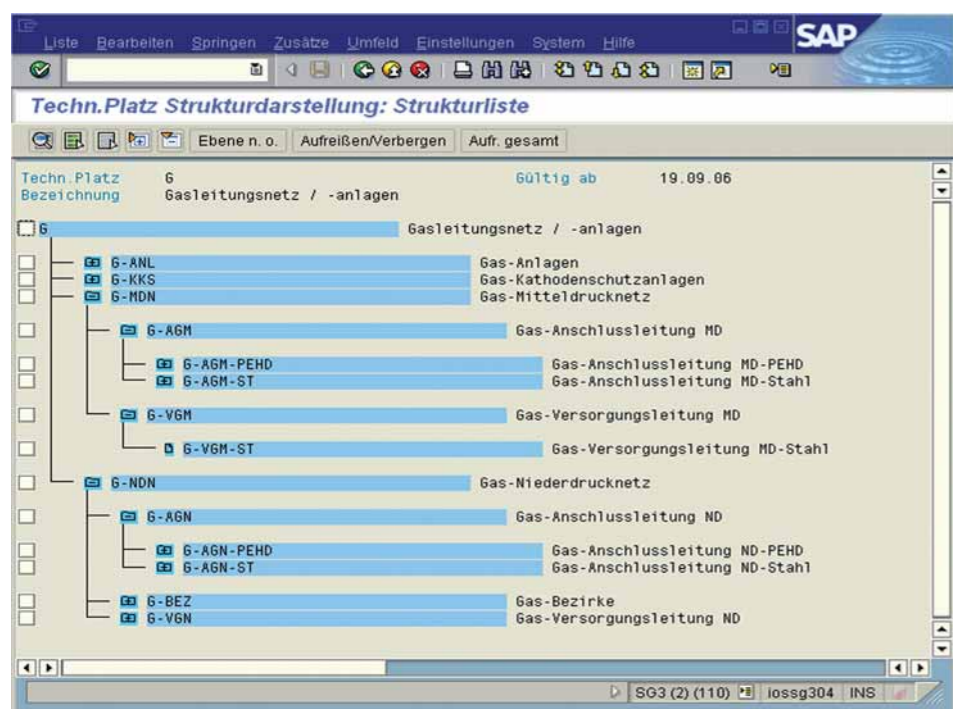 Liste Bearbeiten Springen Zusätze Umfeld Einstellungen System Hilfe
SAP
Techn.Platz Strukturdarstellung: Strukturliste
Ebene n. o. Aufreißen/Verbergen Aufr. gesamt
Techn.Platz G Gültig ab 19.09.06
Bezeichnung Gasleitungsnetz / -anlagen
G Gasleitungsnetz / -anlagen
G-ANL Gas-Anlagen
G-KKS Gas-Kathodenschutzanlagen
G-MDN Gas-Mitteldrucknetz
G-AGM Gas-Anschlussleitung MD
G-AGM-PEHD Gas-Anschlussleitung MD-PEHD
G-AGM-ST Gas-Anschlussleitung MD-Stahl
G-VGM Gas-Versorgungsleitung MD
G-VGM-ST Gas-Versorgungsleitung MD-Stahl
G-NDN Gas-Niederdrucknetz
G-AGN Gas-Anschlussleitung ND
G-AGN-PEHD Gas-Anschlussleitung ND-PEHD
G-AGN-ST Gas-Anschlussleitung ND-Stahl
G-BEZ Gas-Bezirke
G-VGN Gas-Versorgungsleitung ND
SG3 (2) (110) iossg304 INS